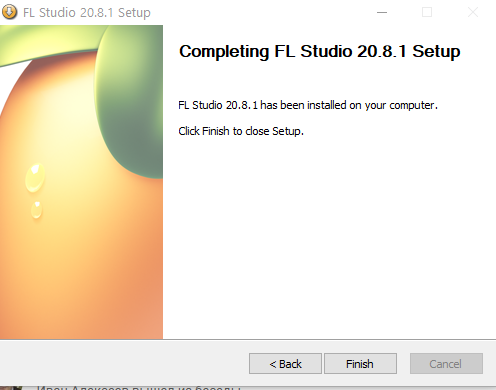 FL Studio 20.8.1 Setup
Completing FL Studio 20.8.1 Setup
FL Studio 20.8.1 has been installed on your computer.
Click Finish to close Setup.
< Back
Finish
Cancel